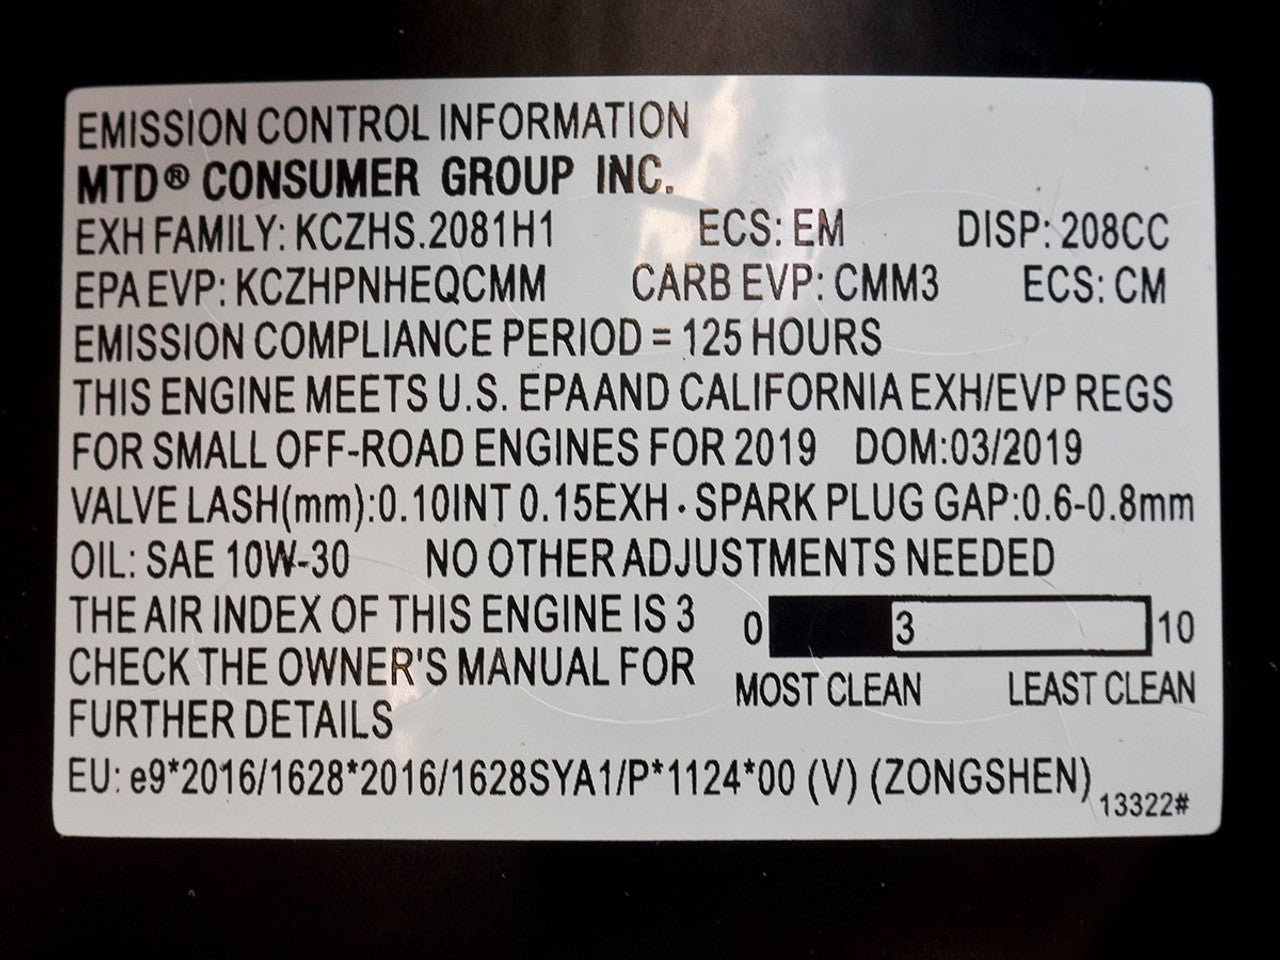 EMISSION CONTROL INFORMATION
MTD® CONSUMER GROUP INC.
EXH FAMILY: KCZHS.2081H1 ECS: EM DISP: 208CC
EPA EVP: KCZHPNHEQCMM CARB EVP: CMM3 ECS: CM
EMISSION COMPLIANCE PERIOD = 125 HOURS
THIS ENGINE MEETS U.S. EPA AND CALIFORNIA EXH/EVP REGS
FOR SMALL OFF-ROAD ENGINES FOR 2019 DOM:03/2019
VALVE LASH(mm):0.10INT 0.15EXH · SPARK PLUG GAP:0.6-0.8mm
OIL: SAE 10W-30 NO OTHER ADJUSTMENTS NEEDED
THE AIR INDEX OF THIS ENGINE IS 3 0 3 10
CHECK THE OWNER'S MANUAL FOR MOST CLEAN LEAST CLEAN
FURTHER DETAILS
EU: e9*2016/1628*2016/1628SYA1/P*1124*00 (V) (ZONGSHEN)
13322#